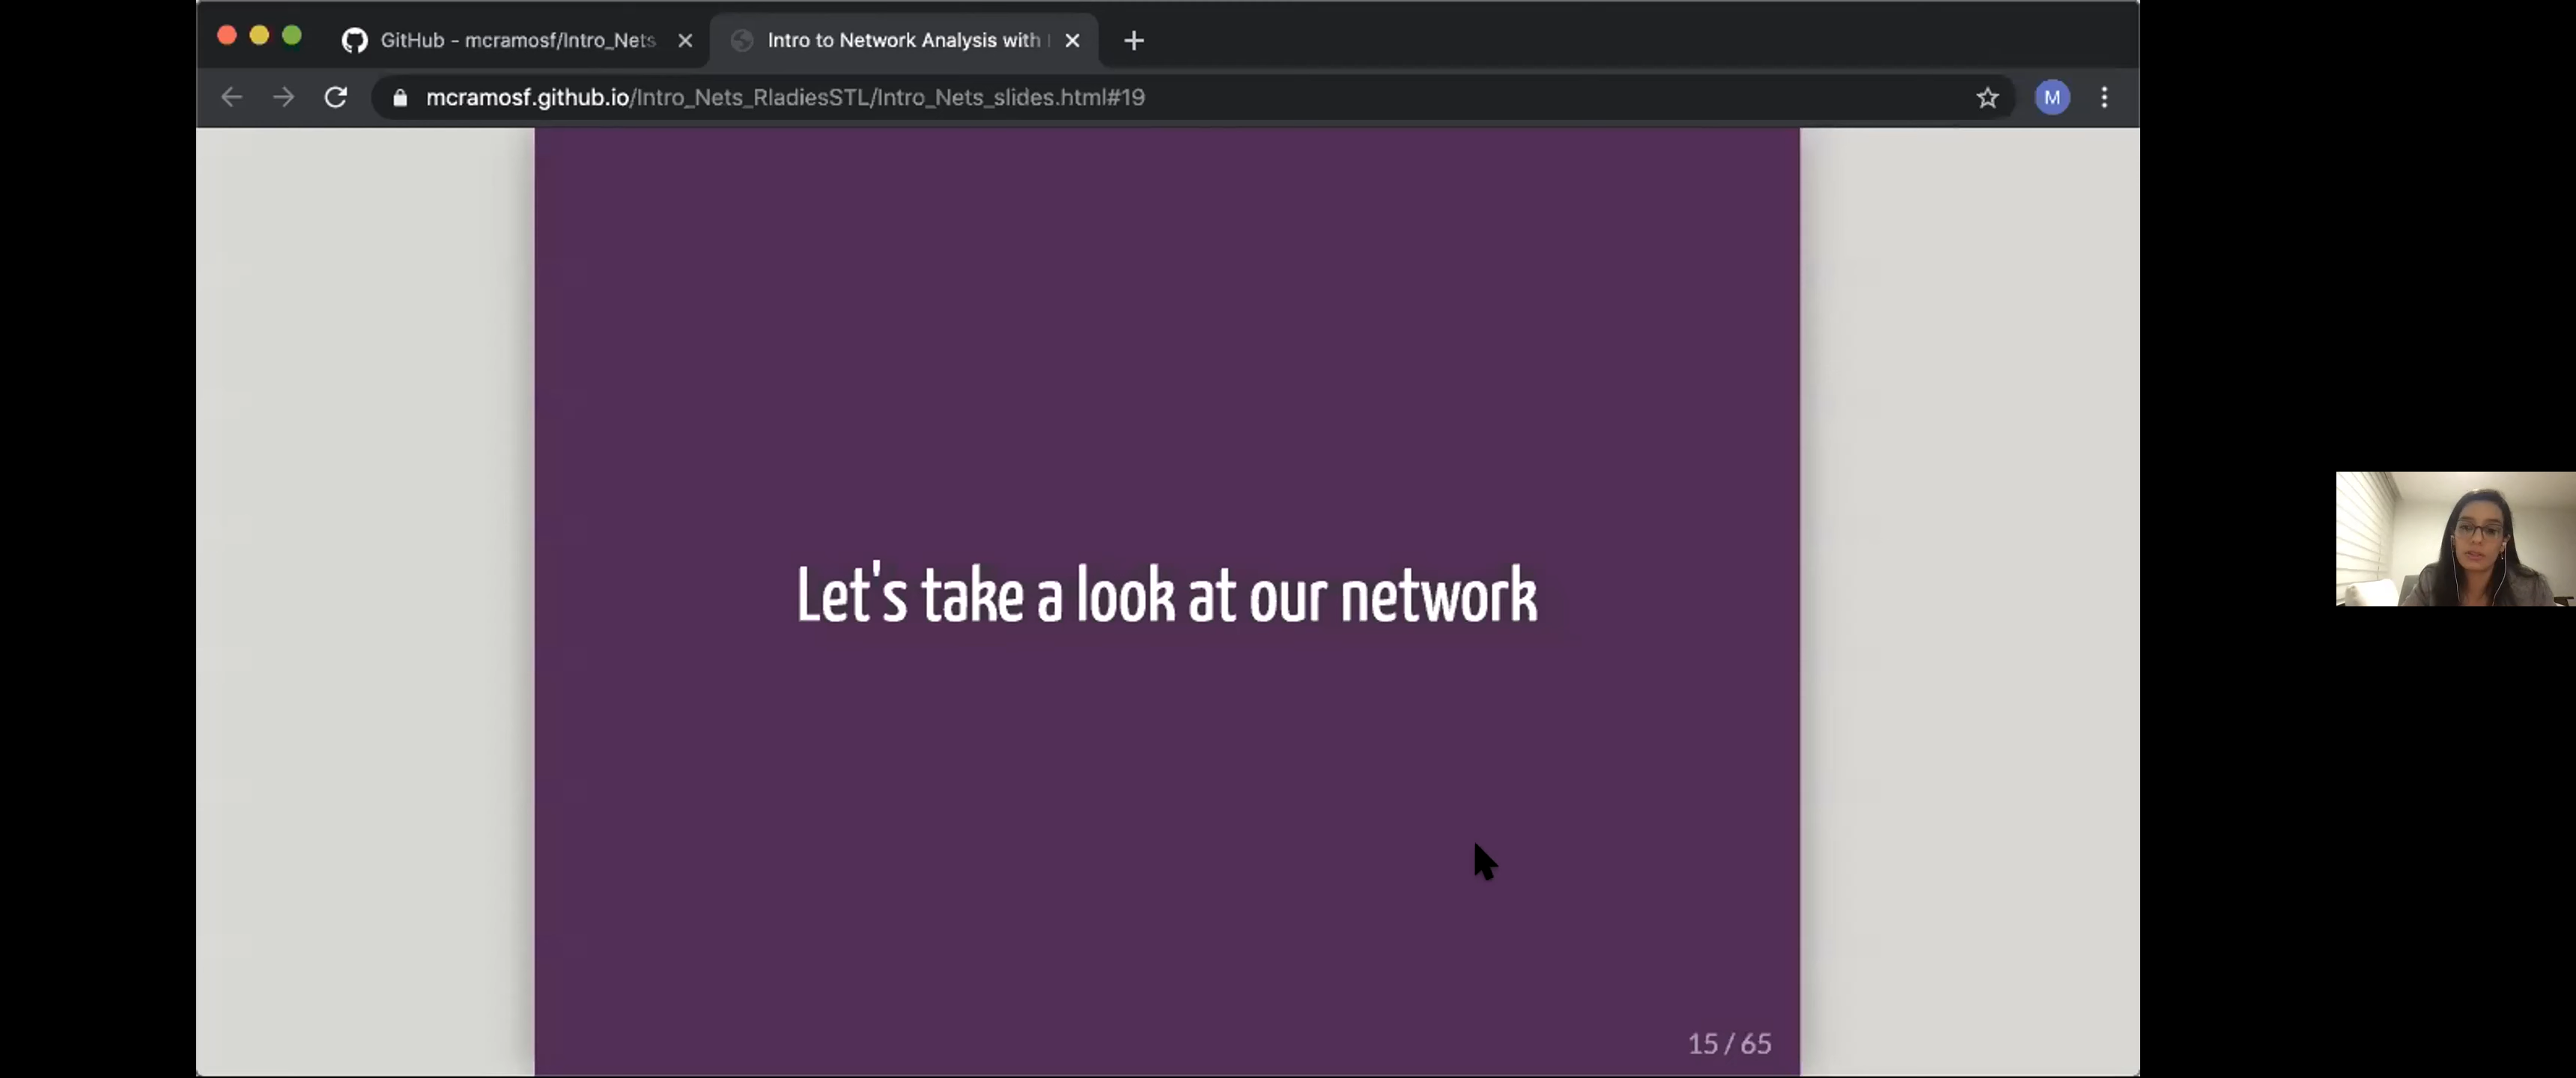 GitHub - mcramosf/Intro_Nets
Intro to Network Analysis with
mcramosf.github.io/Intro_Nets_RladiesSTL/Intro_Nets_slides.html#19
M
Let's take a look at our network
15 / 65